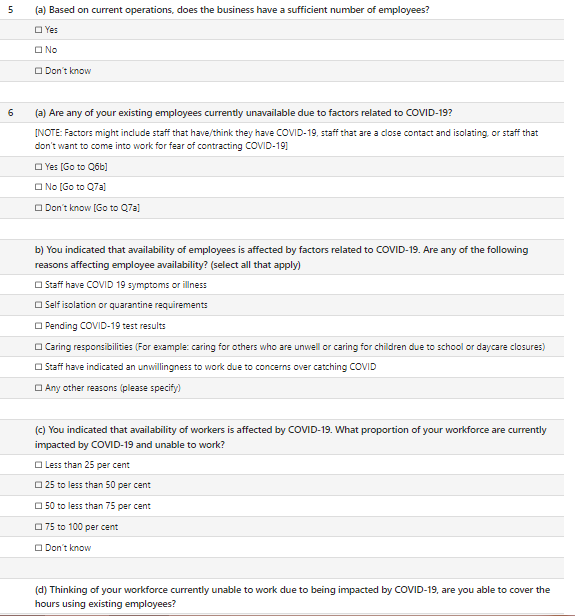 5 (a) Based on current operations, does the business have a sufficient number of employees?
☐ Yes
☐ No
☐ Don't know
6 (a) Are any of your existing employees currently unavailable due to factors related to COVID-19?
[NOTE: Factors might include staff that have/think they have COVID-19, staff that are a close contact and isolating, or staff that
don't want to come into work for fear of contracting COVID-19]
☐ Yes [Go to Q6b]
☐ No [Go to Q7a]
☐ Don't know [Go to Q7a]
b) You indicated that availability of employees is affected by factors related to COVID-19. Are any of the following
reasons affecting employee availability? (select all that apply)
☐ Staff have COVID 19 symptoms or illness
☐ Self isolation or quarantine requirements
☐ Pending COVID-19 test results
☐ Caring responsibilities (For example: caring for others who are unwell or caring for children due to school or daycare closures)
☐ Staff have indicated an unwillingness to work due to concerns over catching COVID
☐ Any other reasons (please specify)
(c) You indicated that availability of workers is affected by COVID-19. What proportion of your workforce are currently
impacted by COVID-19 and unable to work?
☐ Less than 25 per cent
☐ 25 to less than 50 per cent
☐ 50 to less than 75 per cent
☐ 75 to 100 per cent
☐ Don't know
(d) Thinking of your workforce currently unable to work due to being impacted by COVID-19, are you able to cover the
hours using existing employees?